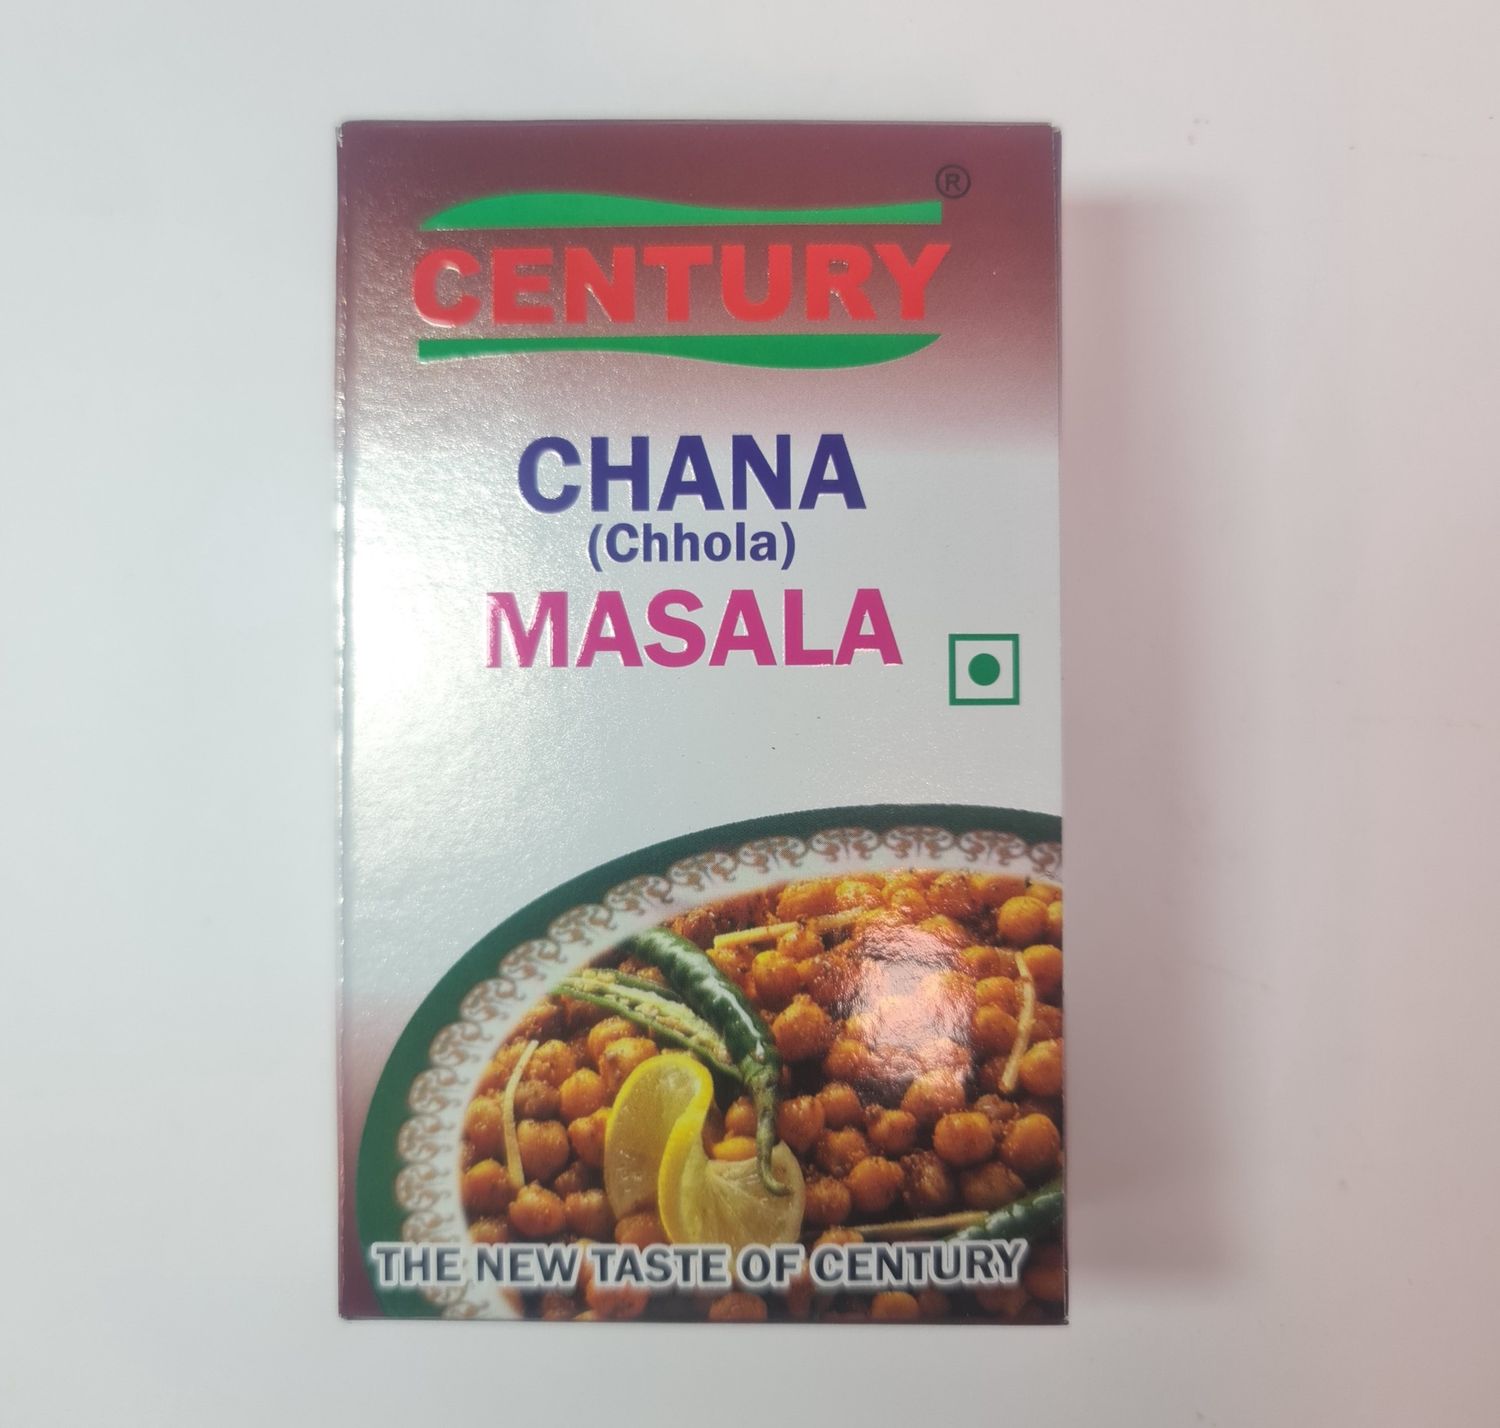 CENTURY®
CHANA
(Chhola)
MASALA
THE NEW TASTE OF CENTURY